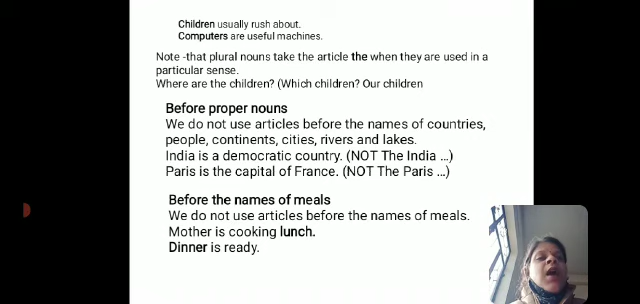 Children usually rush about.
Computers are useful machines.
Note -that plural nouns take the article the when they are used in a
particular sense.
Where are the children? (Which children? Our children
Before proper nouns
We do not use articles before the names of countries,
people, continents, cities, rivers and lakes.
India is a democratic country. (NOT The India ...)
Paris is the capital of France. (NOT The Paris ...)
Before the names of meals
We do not use articles before the names of meals.
Mother is cooking lunch.
Dinner is ready.